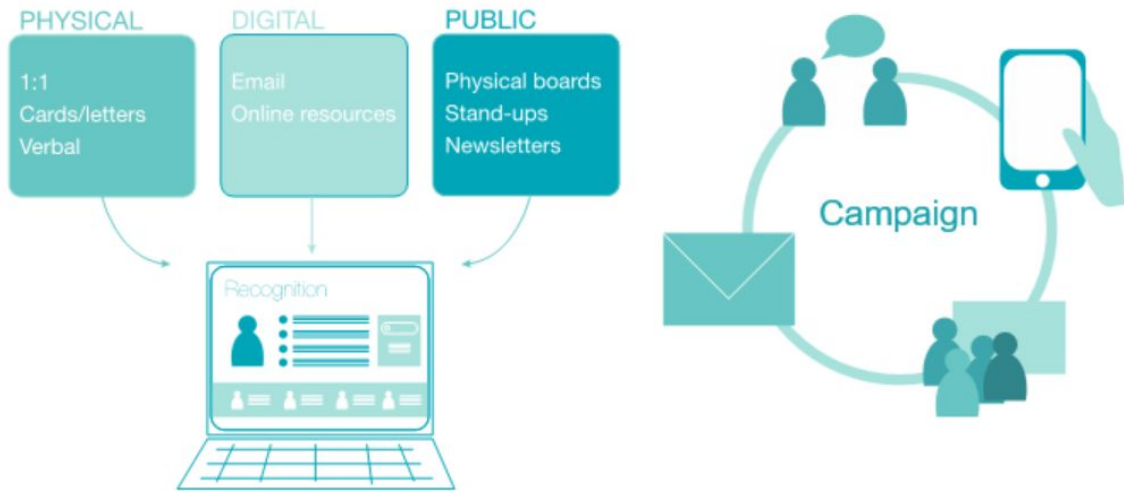 PHYSICAL
1:1
Cards/letters
Verbal
DIGITAL
Email
Online resources
PUBLIC
Physical boards
Stand-ups
Newsletters
Recognition
Campaign